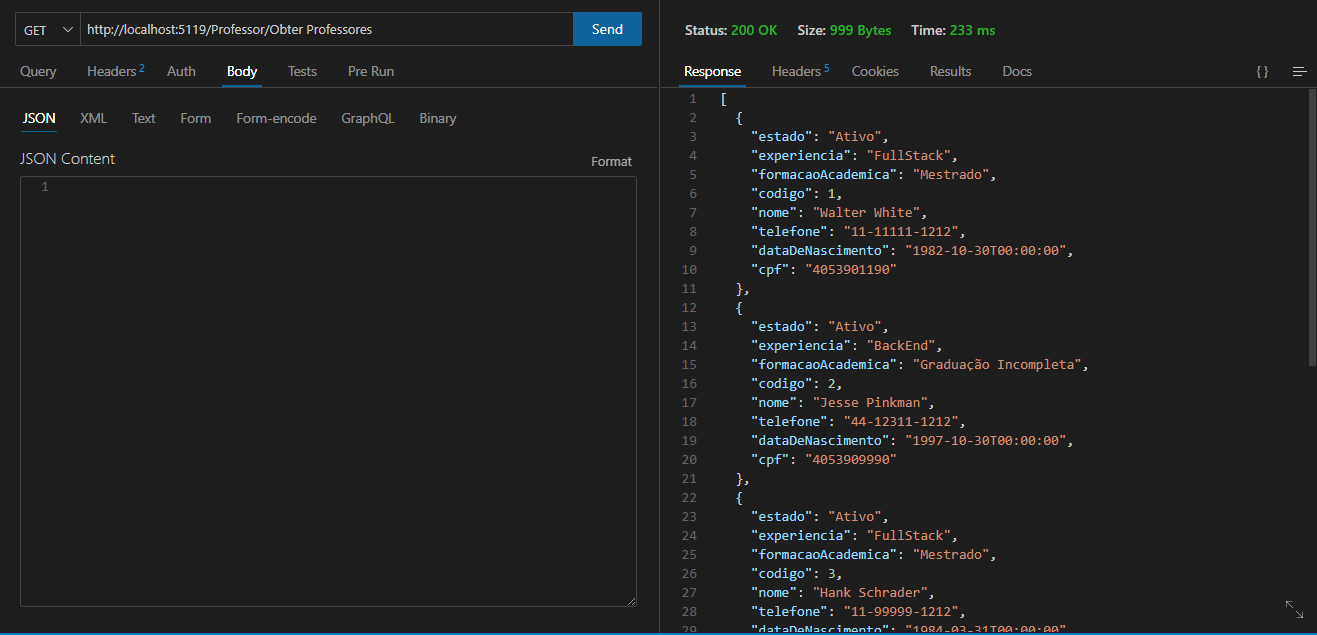 GET http://localhost:5119/Professor/Obter Professores Send
Query Headers 2 Auth Body Tests Pre Run
JSON XML Text Form Form-encode GraphQL Binary
JSON Content Format
1
Status: 200 OK Size: 999 Bytes Time: 233 ms
Response Headers 5 Cookies Results Docs {}
1 [
2 {
3 "estado": "Ativo",
4 "experiencia": "FullStack",
5 "formacaoAcademica": "Mestrado",
6 "codigo": 1,
7 "nome": "Walter White",
8 "telefone": "11-11111-1212",
9 "dataDeNascimento": "1982-10-30T00:00:00",
10 "cpf": "4053901190"
11 },
12 {
13 "estado": "Ativo",
14 "experiencia": "BackEnd",
15 "formacaoAcademica": "Graduação Incompleta",
16 "codigo": 2,
17 "nome": "Jesse Pinkman",
18 "telefone": "44-12311-1212",
19 "dataDeNascimento": "1997-10-30T00:00:00",
20 "cpf": "4053909990"
21 },
22 {
23 "estado": "Ativo",
24 "experiencia": "FullStack",
25 "formacaoAcademica": "Mestrado",
26 "codigo": 3,
27 "nome": "Hank Schrader",
28 "telefone": "11-99999-1212",
29 "dataDeNascimento": "1984-03-31T00:00:00"